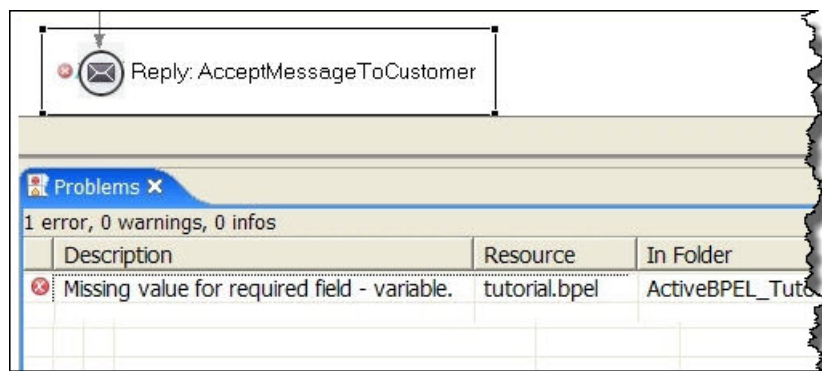 Reply: AcceptMessageToCustomer
Problems
1 error, 0 warnings, 0 infos
Description Resource In Folder
Missing value for required field - variable. tutorial.bpel ActiveBPEL_Tuto